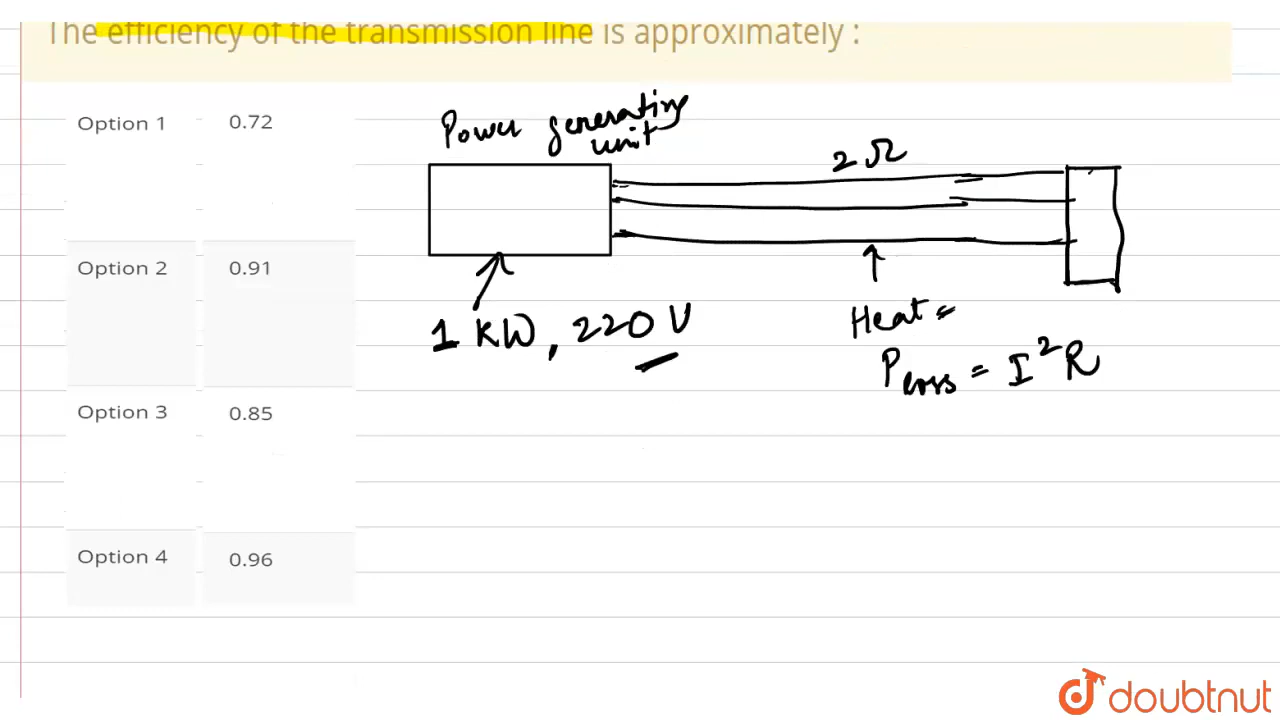 The efficiency of the transmission line is approximately :
Option 1 0.72
Option 2 0.91
Option 3 0.85
Option 4 0.96
Power generating
unit
2 Ω
1 KW, 220 V
Heat =
P loss = I²R
doubtnut